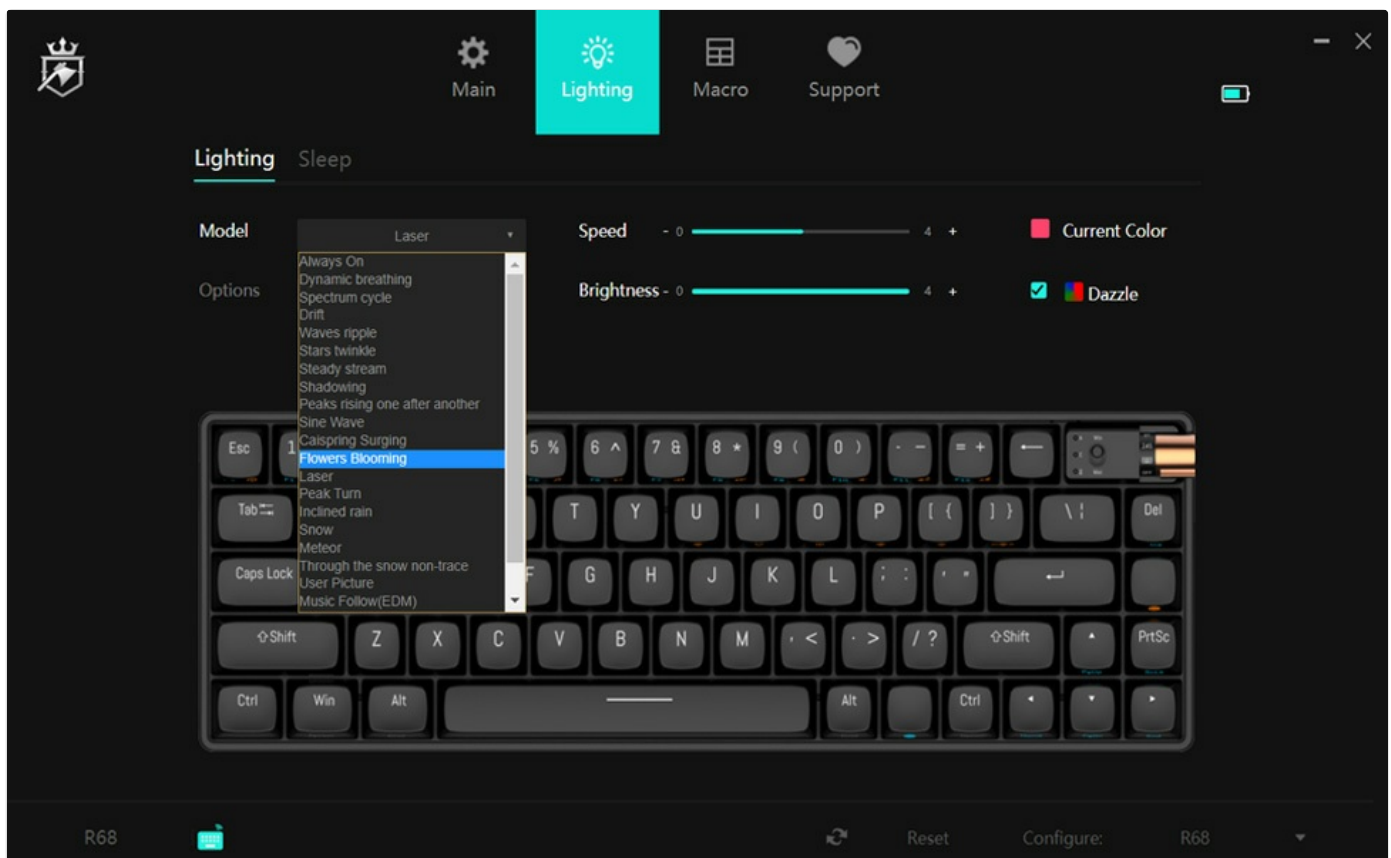 Main
Lighting
Macro
Support
Lighting Sleep
Model
Laser
Speed - 0 4 +
Current Color
Options
Brightness - 0 4 +
Dazzle
Always On
Dynamic breathing
Spectrum cycle
Drift
Waves ripple
Stars twinkle
Steady stream
Shadowing
Peaks rising one after another
Sine Wave
Caispring Surging
Flowers Blooming
Laser
Peak Turn
Inclined rain
Snow
Meteor
Through the snow non-trace
User Picture
Music Follow(EDM)
Esc 1 5 % 6 ^ 7 & 8 * 9 ( 0 ) - – = +
Tab T Y U I O P [ { ] } \ ¦ Del
Caps Lock F G H J K L ; : ' "
Shift Z X C V B N M , < . > / ? Shift PrtSc
Ctrl Win Alt Alt Ctrl
R68 Reset Configure: R68